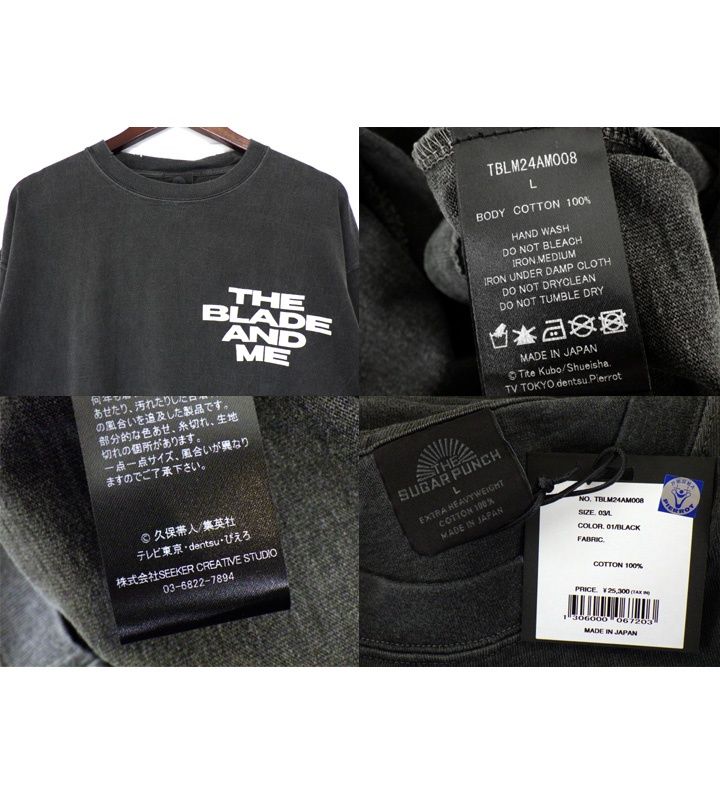 THE
BLADE
AND
ME
TBLM24AM008
L
BODY COTTON 100%
HAND WASH
DO NOT BLEACH
IRON.MEDIUM
IRON UNDER DAMP CLOTH
DO NOT DRYCLEAN
DO NOT TUMBLE DRY
MADE IN JAPAN
© Tite Kubo/Shueisha.
TV TOKYO.dentsu.Pierrot
あせたり、汚れたりした
の風合いを追及した製品です。
部分的な色あせ、糸切れ、生地
切れの個所があります。
一点一点サイズ、風合いが異なり
ますのでご了承下さい。
© 久保帯人/集英社
テレビ東京・dentsu・ぴえろ
株式会社SEEKER CREATIVE STUDIO
03-6822-7894
THE
SUGAR PUNCH
L
EXTRA HEAVYWEIGHT
COTTON 100%
MADE IN JAPAN
PIERROT
NO. TBLM24AM008
SIZE. 03/L
COLOR. 01/BLACK
FABRIC.
COTTON 100%
PRICE. ¥25,300 (TAX IN)
1 306000 067203
MADE IN JAPAN